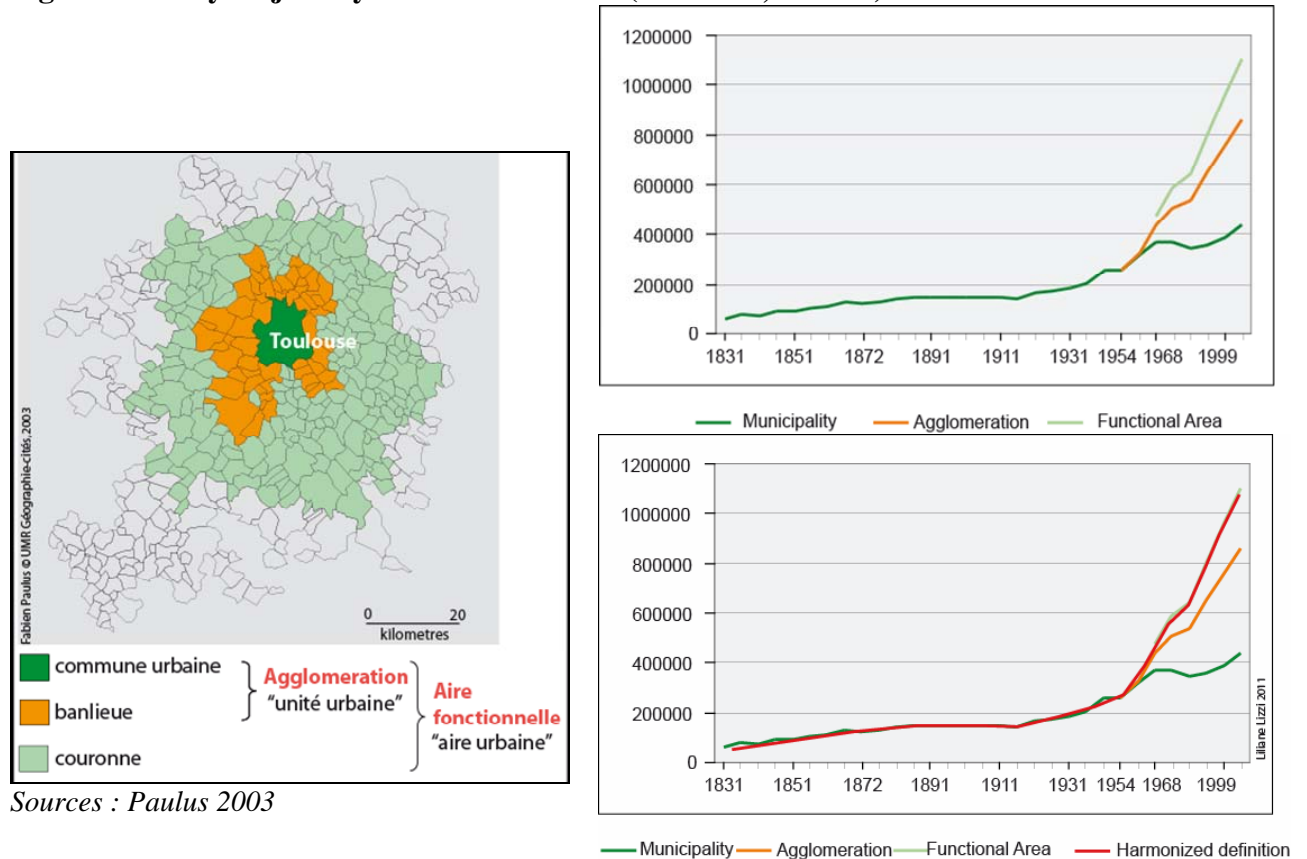 Toulouse
Fabien Paulus © UMR Géographie-cités, 2003
0 20
kilometres
commune urbaine
banlieue
couronne
Agglomeration
"unité urbaine"
Aire
fonctionnelle
"aire urbaine"
Sources : Paulus 2003
1200000
1000000
800000
600000
400000
200000
0
1831 1851 1872 1891 1911 1931 1954 1968 1999
Municipality Agglomeration Functional Area
1200000
1000000
800000
600000
400000
200000
0
1831 1851 1872 1891 1911 1931 1954 1968 1999
Liliane Lizzi 2011
Municipality Agglomeration Functional Area Harmonized definition